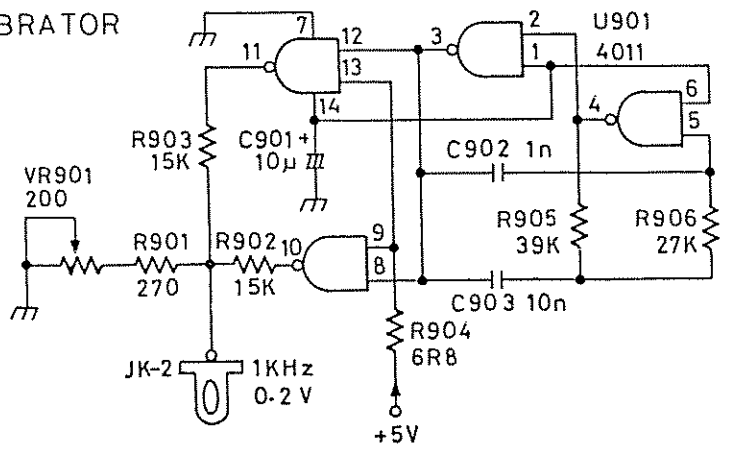 BRATOR
7
12
11
13
14
3
2
1
U901
4011
6
5
4
R903
15K
C901
+
10µ
C902 1n
VR901
200
R901
270
R902
15K
10
9
8
R905
39K
R906
27K
C903 10n
R904
6R8
JK-2
1KHz
0.2 V
+5V